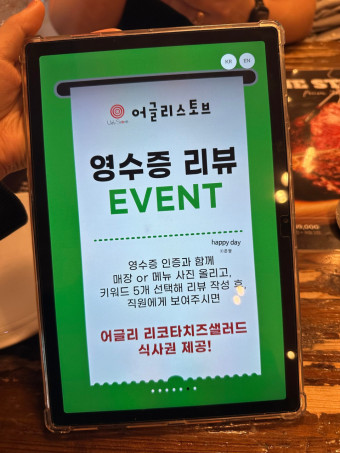 KR EN
어글리스토브
Ugly Stove
영수증 리뷰
EVENT
happy day
영수증 인증과 함께
매장 or 메뉴 사진 올리고,
키워드 5개 선택해 리뷰 작성 후,
직원에게 보여주시면
어글리 리코타치즈샐러드
식사권 제공!